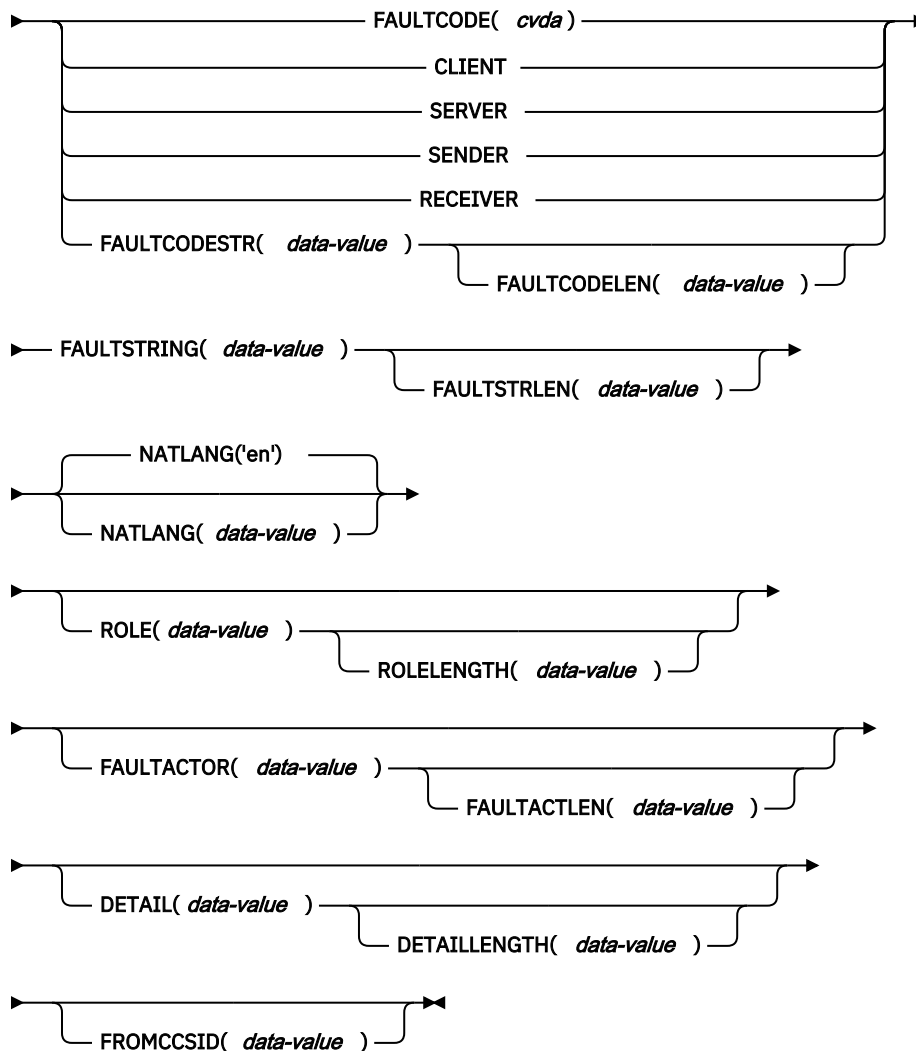 FAULTCODE( cvda )
CLIENT
SERVER
SENDER
RECEIVER
FAULTCODESTR( data-value )
FAULTCODELEN( data-value )
FAULTSTRING( data-value )
FAULTSTRLEN( data-value )
NATLANG('en')
NATLANG( data-value )
ROLE( data-value )
ROLELENGTH( data-value )
FAULTACTOR( data-value )
FAULTACTLEN( data-value )
DETAIL( data-value )
DETAILLENGTH( data-value )
FROMCCSID( data-value )